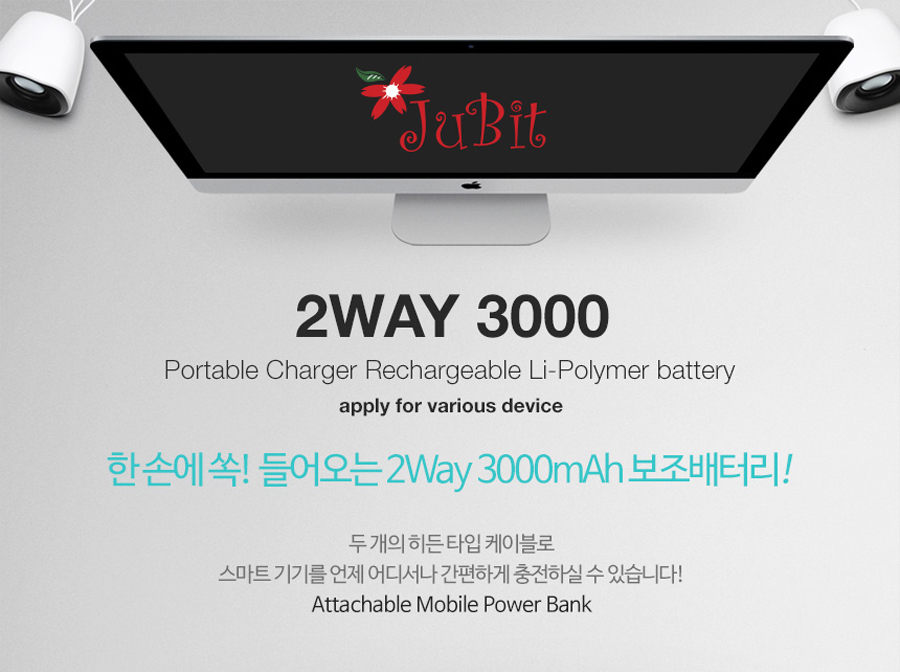 JuBit
2WAY 3000
Portable Charger Rechargeable Li-Polymer battery
apply for various device
한 손에 쏙! 들어오는 2Way 3000mAh 보조배터리!
두 개의 히든 타입 케이블로
스마트 기기를 언제 어디서나 간편하게 충전하실 수 있습니다!
Attachable Mobile Power Bank